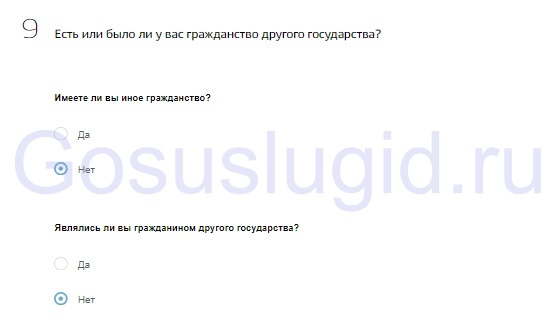 9 Есть или было ли у вас гражданство другого государства?
Имеете ли вы иное гражданство?
Да
Gosuslugid.ru
Нет
Являлись ли вы гражданином другого государства?
Да
Нет